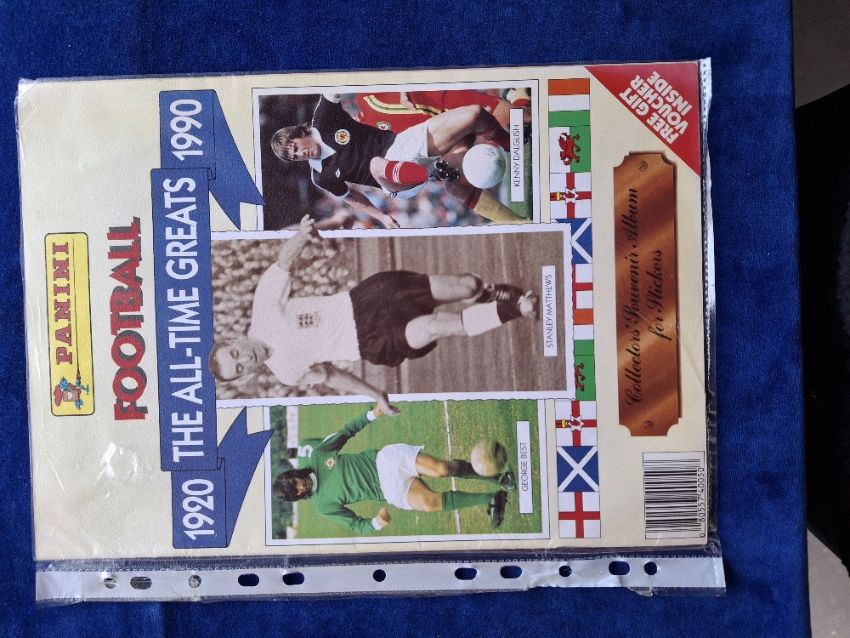 PANINI
FOOTBALL
1920 THE ALL-TIME GREATS 1990
GEORGE BEST
STANLEY MATTHEWS
KENNY DALGLISH
FREE GIFT
VOUCHER
INSIDE
Collectors' Souvenir Album
for Stickers